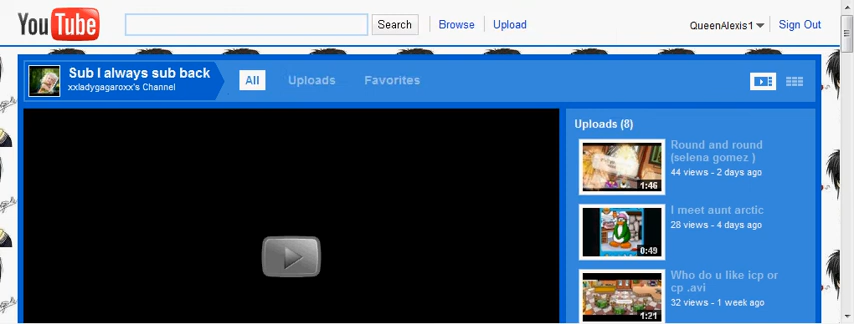 YouTube
Search
Browse
Upload
QueenAlexis1
Sign Out
Sub I always sub back
xxladygagaroxx's Channel
All
Uploads
Favorites
Uploads (8)
Round and round
(selena gomez )
44 views - 2 days ago
1:46
I meet aunt arctic
28 views - 4 days ago
0:49
Who do u like icp or
cp .avi
32 views - 1 week ago
1:21